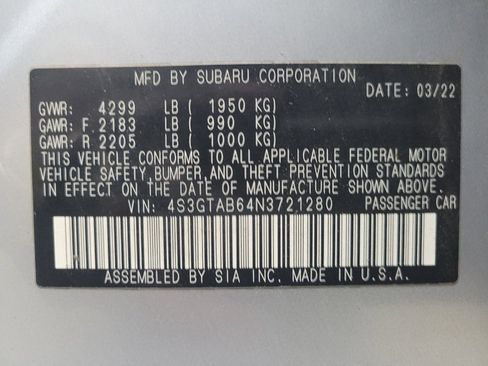 MFD BY SUBARU CORPORATION
DATE: 03/22
GVWR: 4299 LB ( 1950 KG)
GAWR: F. 2183 LB ( 990 KG)
GAWR: R. 2205 LB ( 1000 KG)
THIS VEHICLE CONFORMS TO ALL APPLICABLE FEDERAL MOTOR
VEHICLE SAFETY, BUMPER, AND THEFT PREVENTION STANDARDS
IN EFFECT ON THE DATE OF MANUFACTURE SHOWN ABOVE.
VIN: 4S3GTAB64N3721280 PASSENGER CAR
ASSEMBLED BY SIA INC. MADE IN U.S.A.